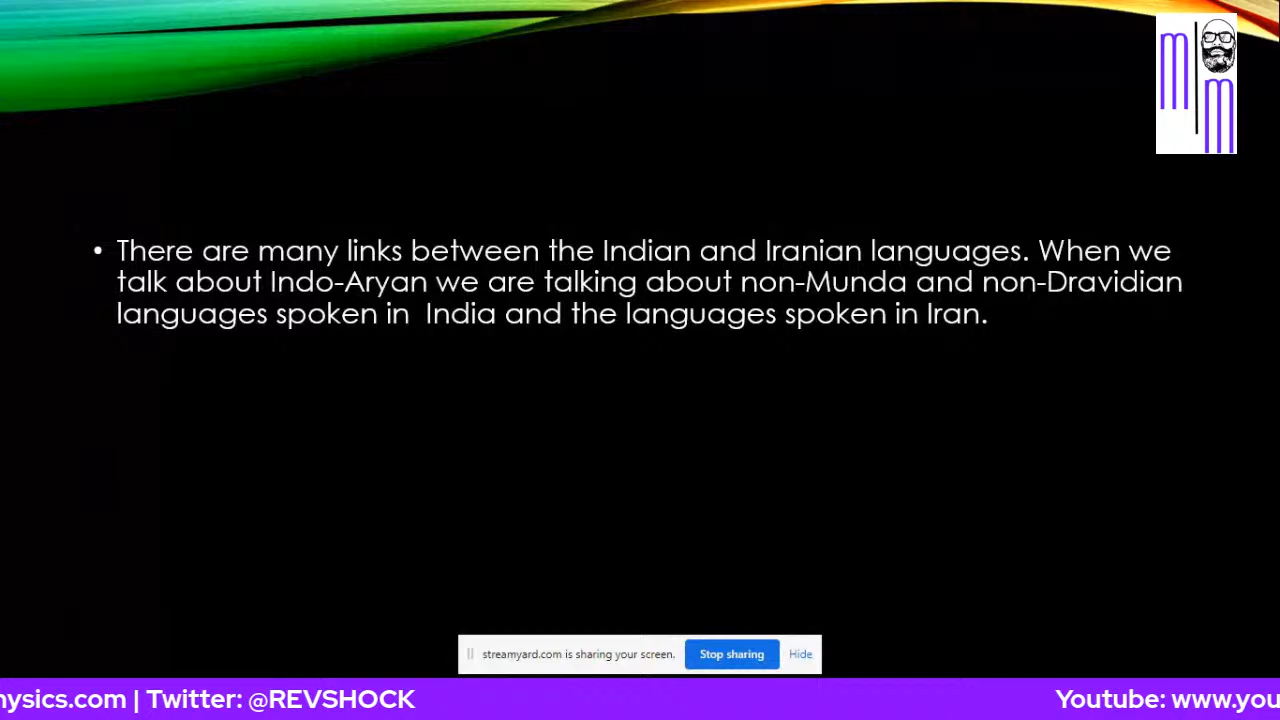 m
m
• There are many links between the Indian and Iranian languages. When we
talk about Indo-Aryan we are talking about non-Munda and non-Dravidian
languages spoken in  India and the languages spoken in Iran.
streamyard.com is sharing your screen. Stop sharing Hide
hysics.com | Twitter: @REVSHOCK Youtube: www.you